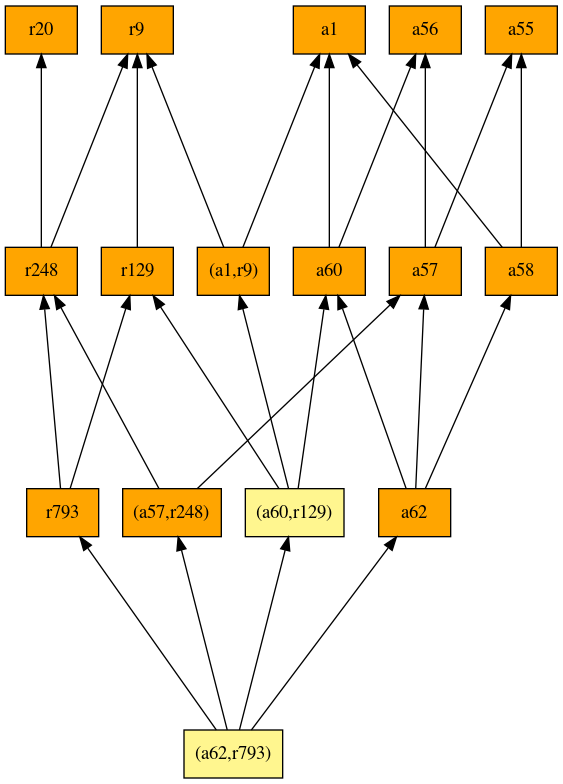 r20
r9
a1
a56
a55
r248
r129
(a1,r9)
a60
a57
a58
r793
(a57,r248)
(a60,r129)
a62
(a62,r793)